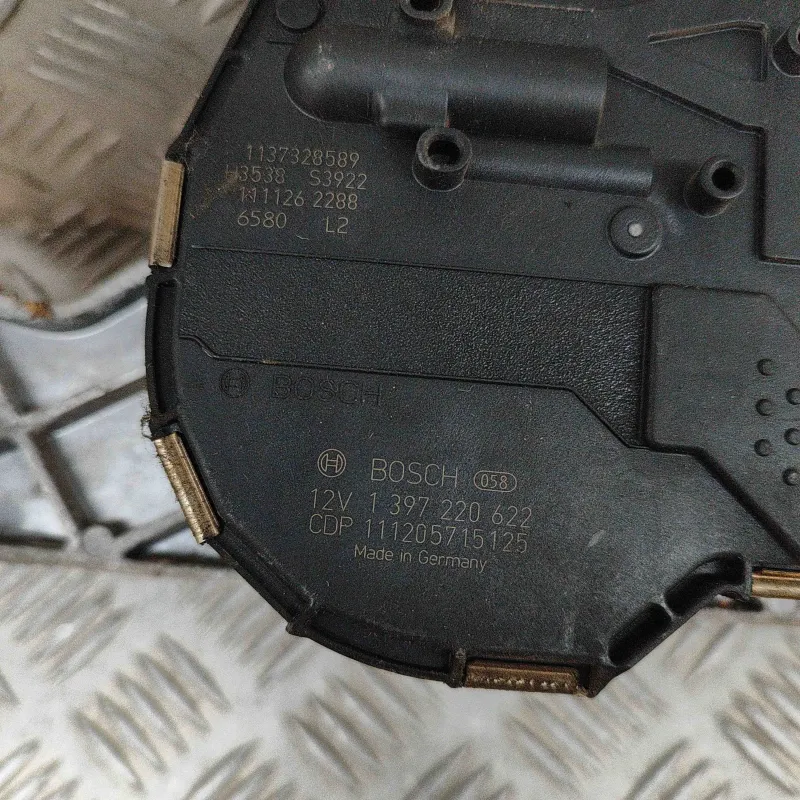 1137328589
H3538 S3922
111126 2288
6580 L2
BOSCH
BOSCH 058
12V 1 397 220 622
CDP 111205715125
Made in Germany